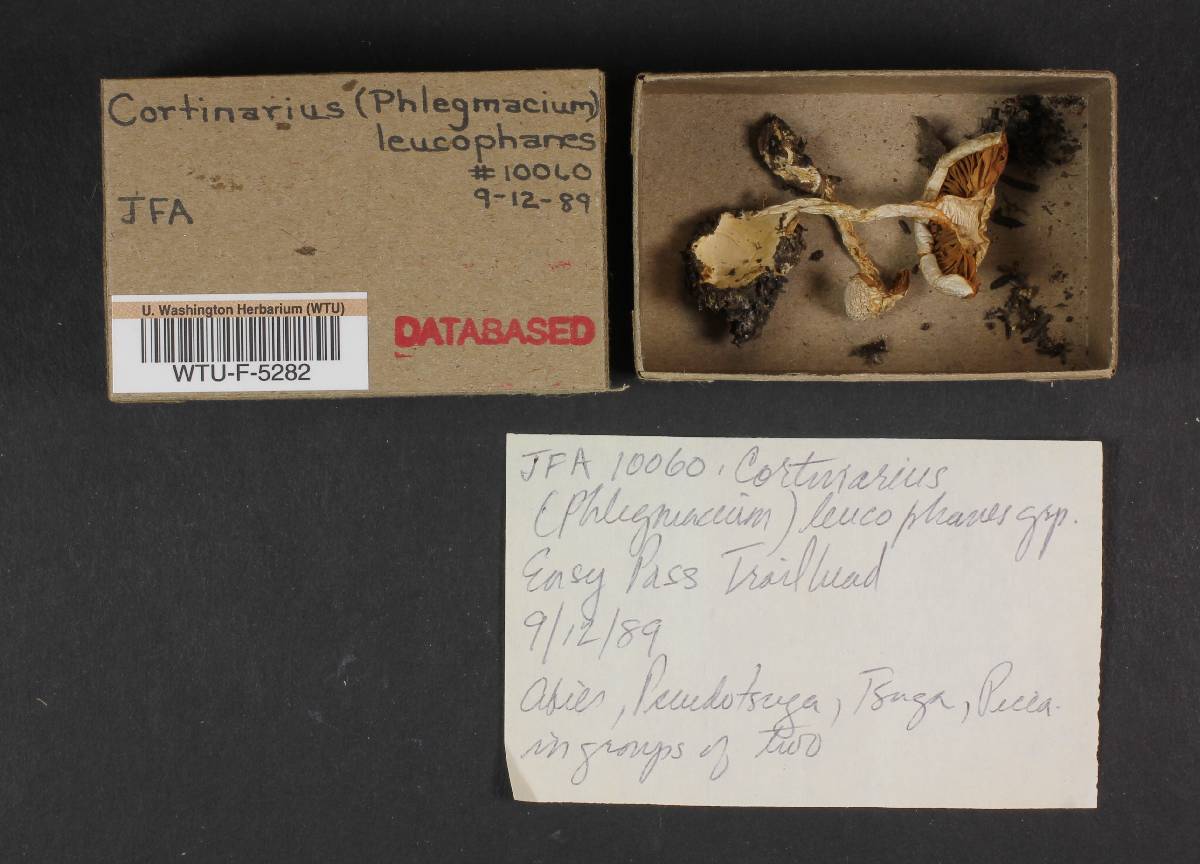 Cortinarius (Phlegmacium)
leucophanes
#10060
9-12-89
JFA
U. Washington Herbarium (WTU)
WTU-F-5282
DATABASED
JFA 10060. Cortinarius
(Phlegmacium) leucophanes grp.
Easy Pass Trailhead
9/12/89
Abies, Pseudotsuga, Tsuga, Picea.
in groups of two